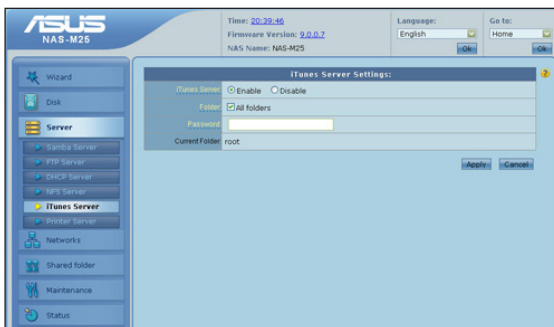 ASUS
NAS-M25
Time: 20:39:46
Firmware Version: 9.0.0.7
NAS Name: NAS-M25
Language:
English
Ok
Go to:
Home
Ok
Wizard
Disk
Server
Samba Server
FTP Server
DHCP Server
NFS Server
iTunes Server
Printer Server
Networks
Shared folder
Maintenance
Status
iTunes Server Settings:
iTunes Server Enable Disable
Folder All folders
Password
Current Folder root
Apply Cancel